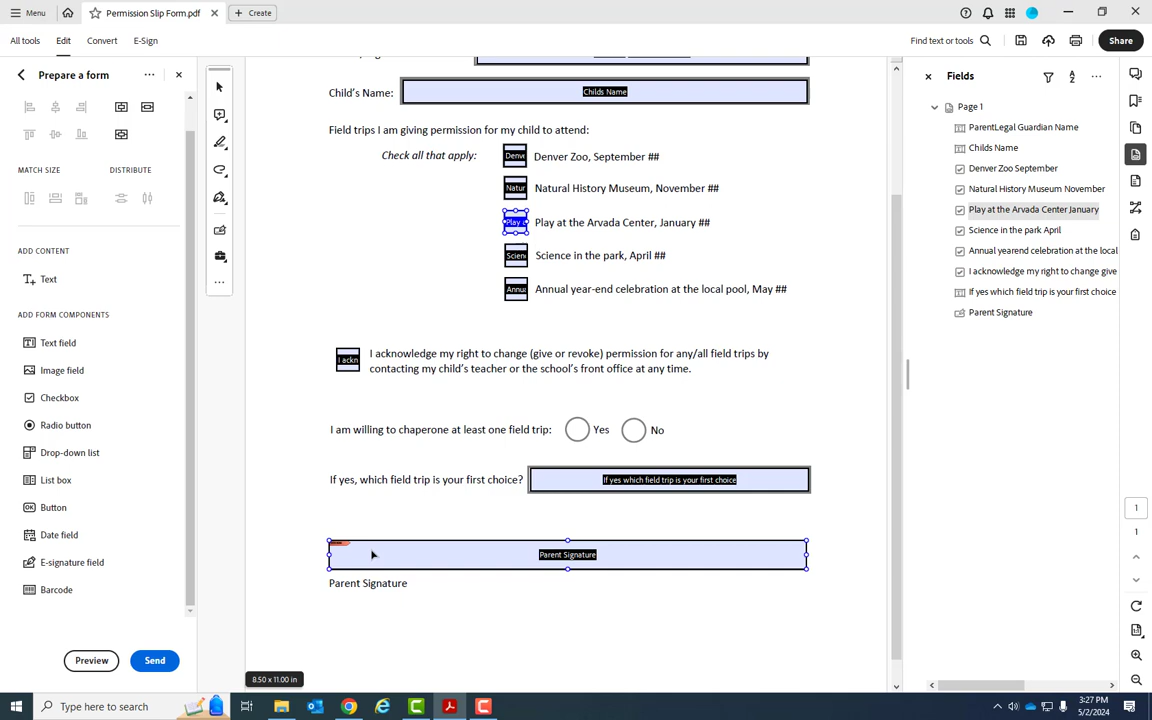 Menu
Permission Slip Form.pdf
Create
All tools
Edit
Convert
E-Sign
Find text or tools
Share
Prepare a form
MATCH SIZE
DISTRIBUTE
ADD CONTENT
Text
ADD FORM COMPONENTS
Text field
Image field
Checkbox
Radio button
Drop-down list
List box
Button
Date field
E-signature field
Barcode
Preview
Send
Child's Name:
Childs Name
Field trips I am giving permission for my child to attend:
Check all that apply:
Denve
Denver Zoo, September ##
Natur
Natural History Museum, November ##
Play
Play at the Arvada Center, January ##
Scien
Science in the park, April ##
Annua
Annual year-end celebration at the local pool, May ##
I ackn
I acknowledge my right to change (give or revoke) permission for any/all field trips by
contacting my child's teacher or the school's front office at any time.
I am willing to chaperone at least one field trip:
Yes
No
If yes, which field trip is your first choice?
If yes which field trip is your first choice
Parent Signature
Parent Signature
8.50 x 11.00 in
Fields
Page 1
ParentLegal Guardian Name
Childs Name
Denver Zoo September
Natural History Museum November
Play at the Arvada Center January
Science in the park April
Annual yearend celebration at the local
I acknowledge my right to change give
If yes which field trip is your first choice
Parent Signature
1
1
Type here to search
3:27 PM
5/2/2024